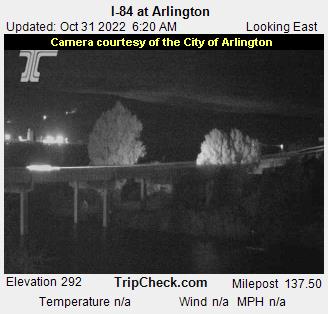 I-84 at Arlington
Updated: Oct 31 2022 6:20 AM Looking East
Camera courtesy of the City of Arlington
Elevation 292 TripCheck.com Milepost 137.50
Temperature n/a Wind n/a MPH n/a